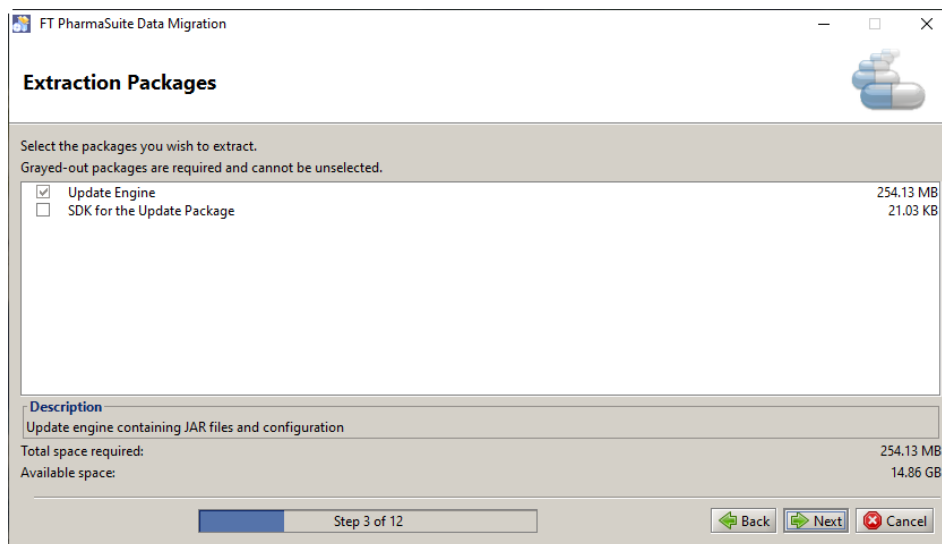 FT PharmaSuite Data Migration
Extraction Packages
Select the packages you wish to extract.
Grayed-out packages are required and cannot be unselected.
Update Engine 254.13 MB
SDK for the Update Package 21.03 KB
Description
Update engine containing JAR files and configuration
Total space required: 254.13 MB
Available space: 14.86 GB
Step 3 of 12 Back Next Cancel